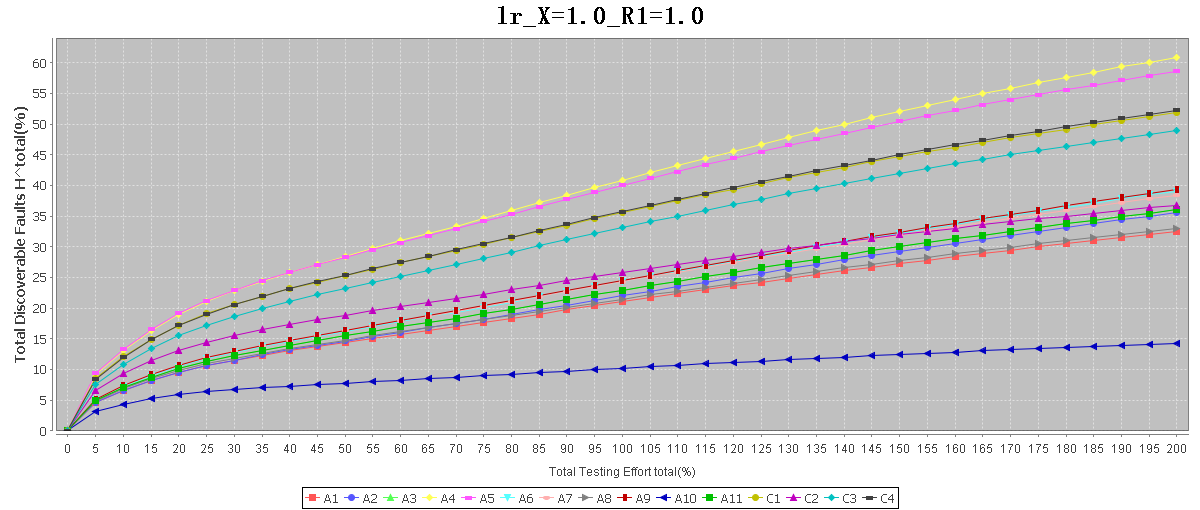 lr_X=1.0_R1=1.0
Total Discoverable Faults H^total(%)
60
55
50
45
40
35
30
25
20
15
10
5
0
0 5 10 15 20 25 30 35 40 45 50 55 60 65 70 75 80 85 90 95 100 105 110 115 120 125 130 135 140 145 150 155 160 165 170 175 180 185 190 195 200
Total Testing Effort total(%)
A1 A2 A3 A4 A5 A6 A7 A8 A9 A10 A11 C1 C2 C3 C4